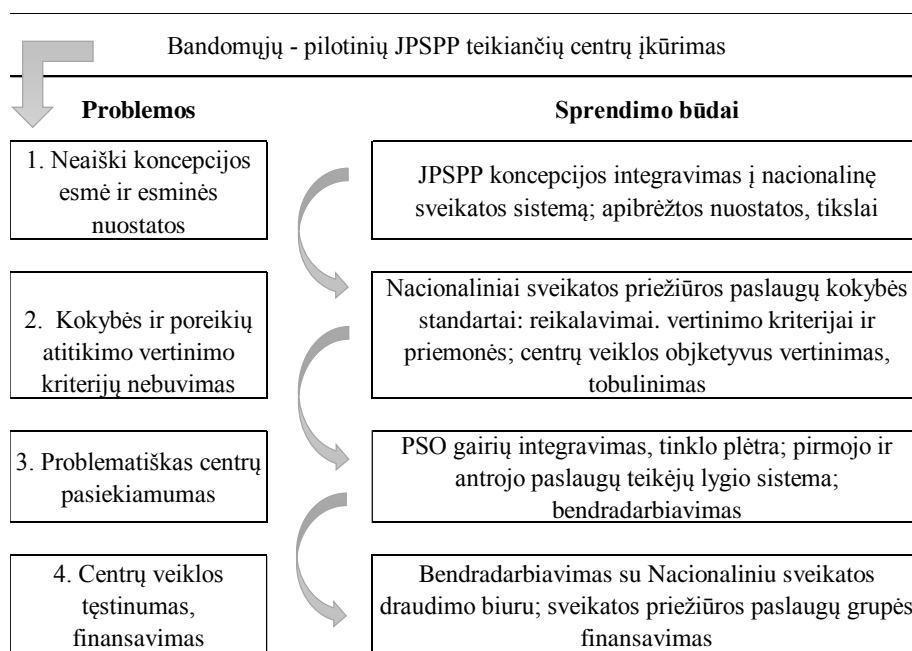 Bandomųjų - pilotinių JPSPP teikiančių centrų įkūrimas
Problemos
Sprendimo būdai
1. Neaiški koncepcijos
esmė ir esminės
nuostatos
JPSPP koncepcijos integravimas į nacionalinę
sveikatos sistemą; apibrėžtos nuostatos, tikslai
2. Kokybės ir poreikių
atitikimo vertinimo
kriterijų nebuvimas
Nacionaliniai sveikatos priežiūros paslaugų kokybės
standartai: reikalavimai. vertinimo kriterijai ir
priemonės; centrų veiklos objketyvus vertinimas,
tobulinimas
3. Problematiškas centrų
pasiekiamumas
PSO gairių integravimas, tinklo plėtra; pirmojo ir
antrojo paslaugų teikėjų lygio sistema;
bendradarbiavimas
4. Centrų veiklos
tęstinumas,
finansavimas
Bendradarbiavimas su Nacionaliniu sveikatos
draudimo biuru; sveikatos priežiūros paslaugų grupės
finansavimas